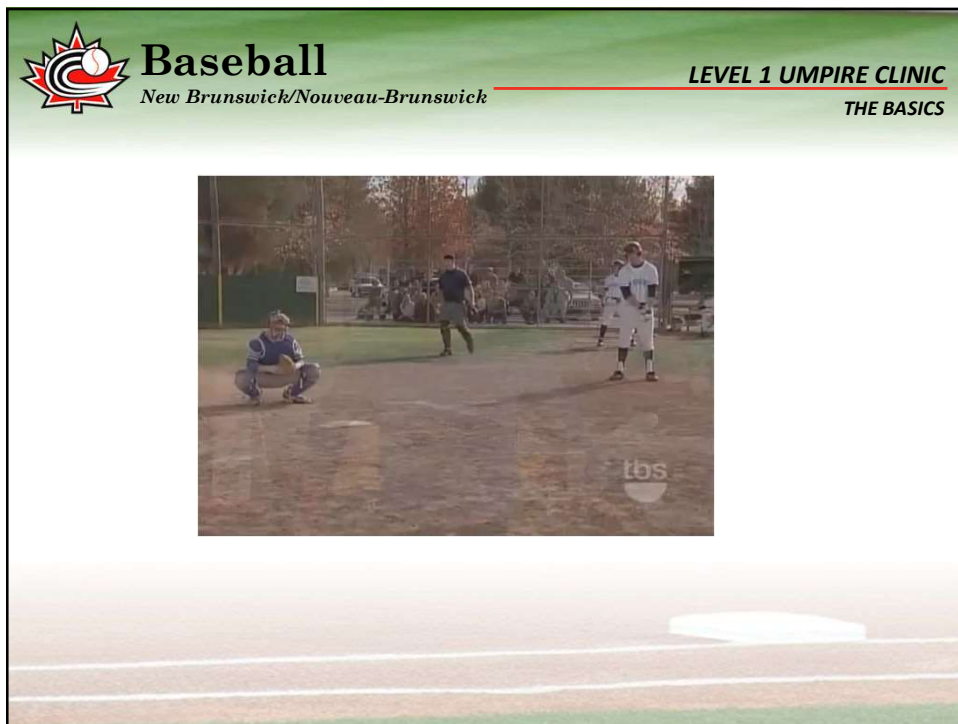 Baseball
New Brunswick/Nouveau-Brunswick
LEVEL 1 UMPIRE CLINIC
THE BASICS
tbs